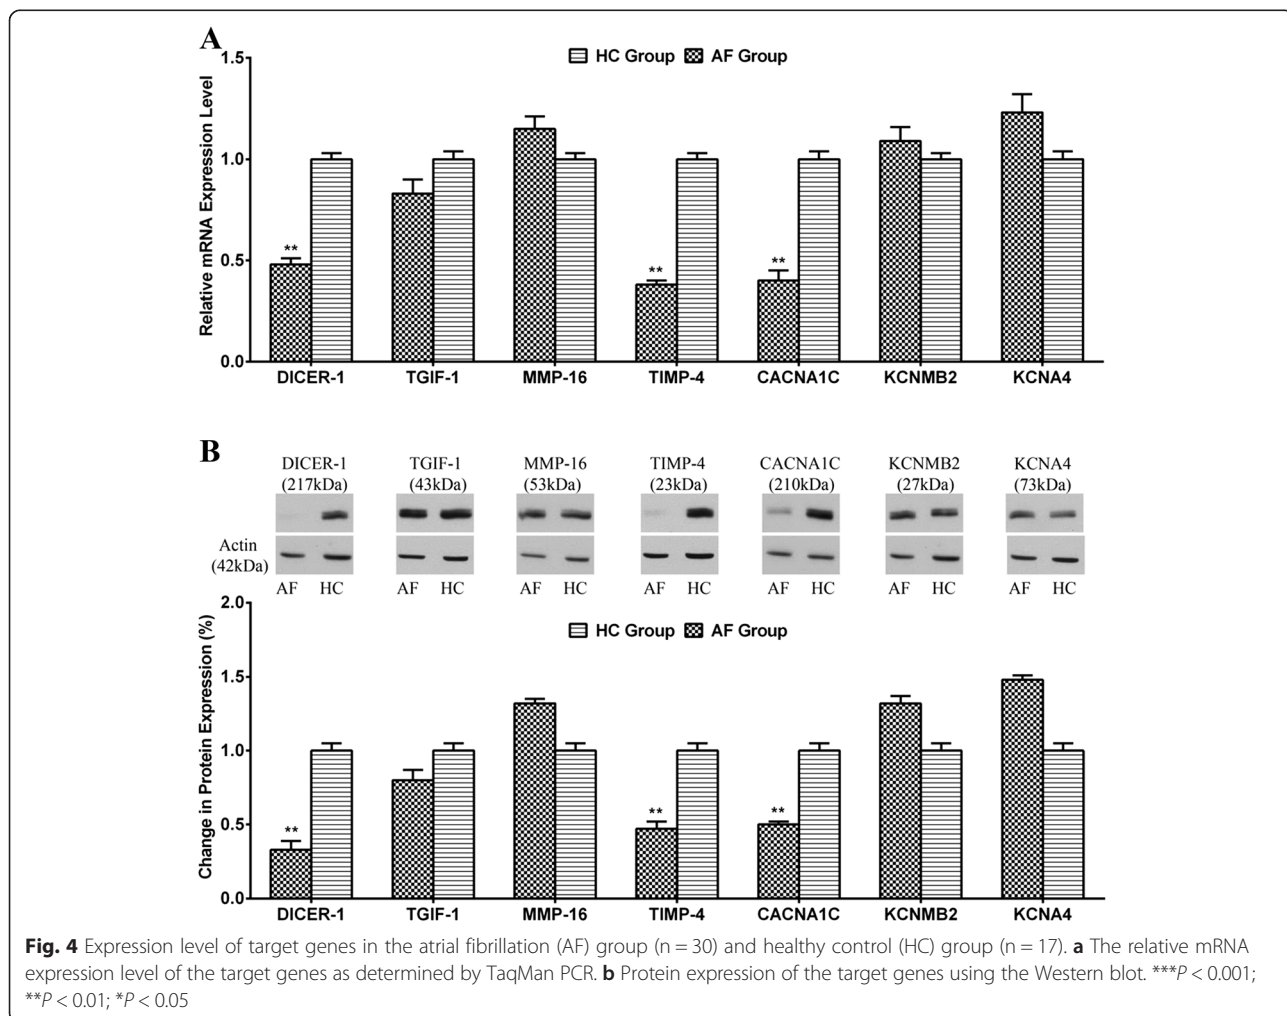 A
HC Group AF Group
Relative mRNA Expression Level
1.5
1.0
0.5
0.0
**
**
**
DICER-1 TGIF-1 MMP-16 TIMP-4 CACNA1C KCNMB2 KCNA4
B
DICER-1 TGIF-1 MMP-16 TIMP-4 CACNA1C KCNMB2 KCNA4
(217kDa) (43kDa) (53kDa) (23kDa) (210kDa) (27kDa) (73kDa)
Actin
(42kDa)
AF HC AF HC AF HC AF HC AF HC AF HC AF HC
HC Group AF Group
Change in Protein Expression (%)
2.0
1.5
1.0
0.5
0.0
**
**
**
DICER-1 TGIF-1 MMP-16 TIMP-4 CACNA1C KCNMB2 KCNA4
Fig. 4 Expression level of target genes in the atrial fibrillation (AF) group (n = 30) and healthy control (HC) group (n = 17). a The relative mRNA
expression level of the target genes as determined by TaqMan PCR. b Protein expression of the target genes using the Western blot. ***P < 0.001;
**P < 0.01; *P < 0.05